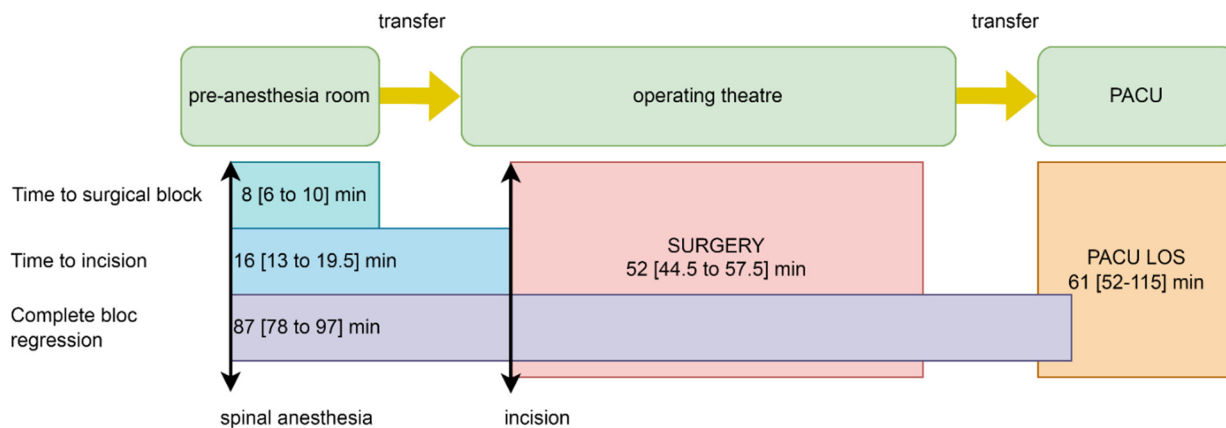 transfer
transfer
pre-anesthesia room
operating theatre
PACU
Time to surgical block
8 [6 to 10] min
Time to incision
16 [13 to 19.5] min
SURGERY
52 [44.5 to 57.5] min
PACU LOS
61 [52-115] min
Complete bloc
regression
87 [78 to 97] min
spinal anesthesia
incision